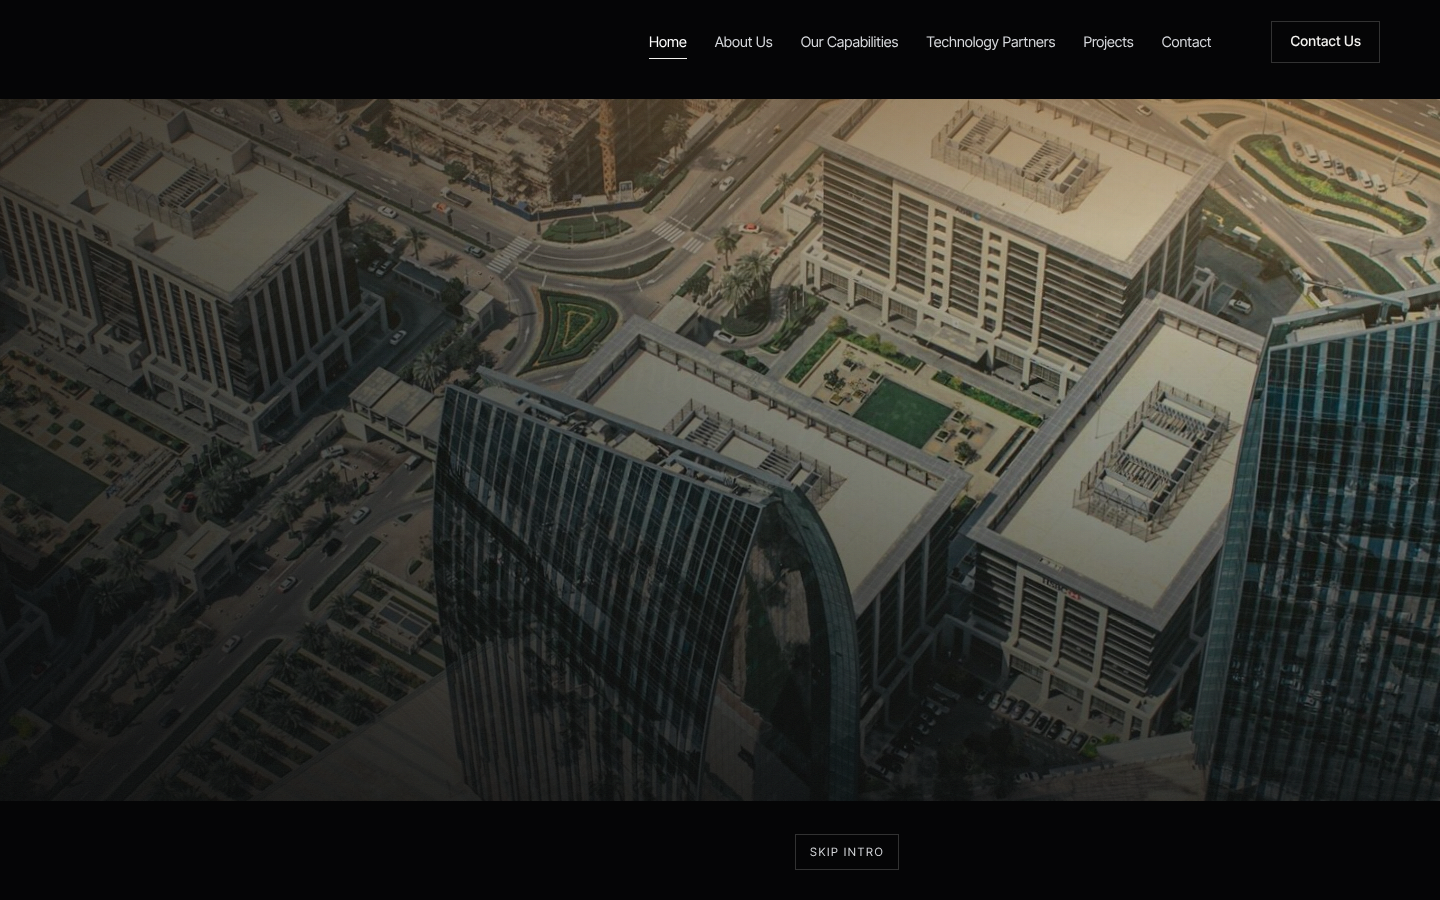 Home
About Us
Our Capabilities
Technology Partners
Projects
Contact
Contact Us
SKIP INTRO